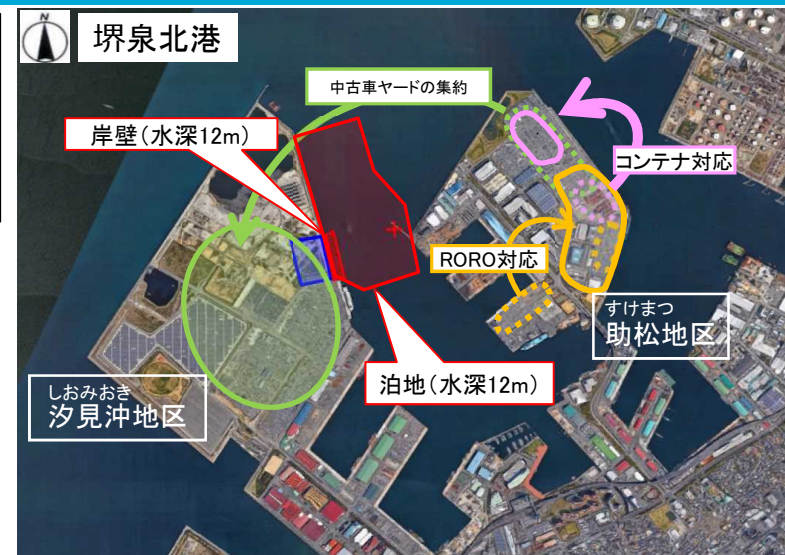 堺泉北港
中古車ヤードの集約
岸壁（水深12m）
コンテナ対応
RORO対応
すけまつ
助松地区
泊地（水深12m）
しおみおき
汐見沖地区